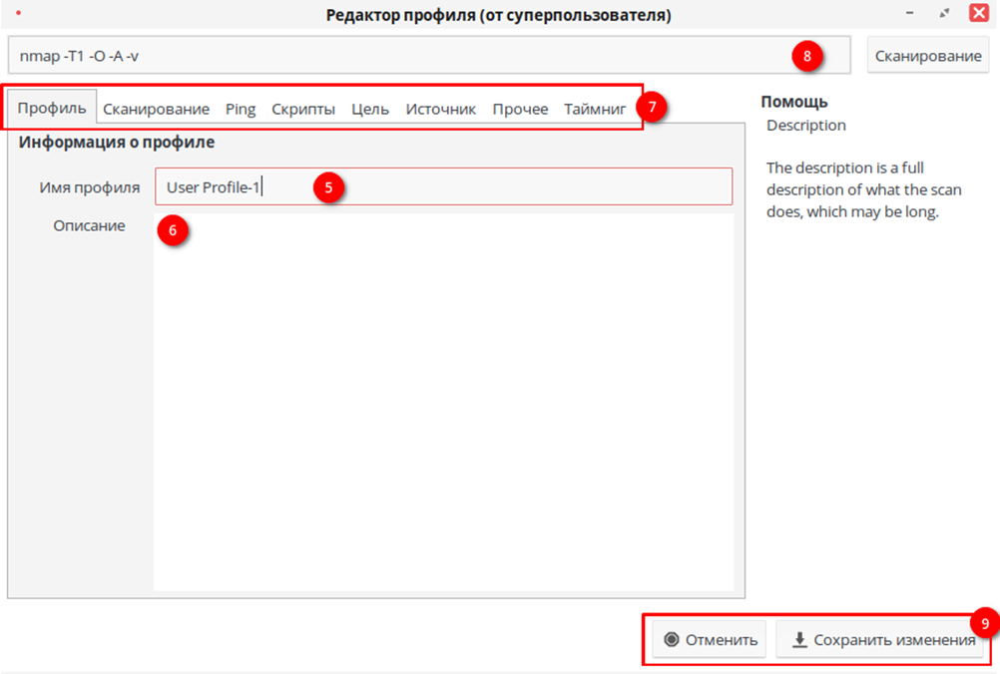 Редактор профиля (от суперпользователя)
nmap -T1 -O -A -v
8
Сканирование
Профиль Сканирование Ping Скрипты Цель Источник Прочее Таймниг
7
Помощь
Description
The description is a full
description of what the scan
does, which may be long.
Информация о профиле
Имя профиля
User Profile-1
5
Описание
6
Отменить
Сохранить изменения
9